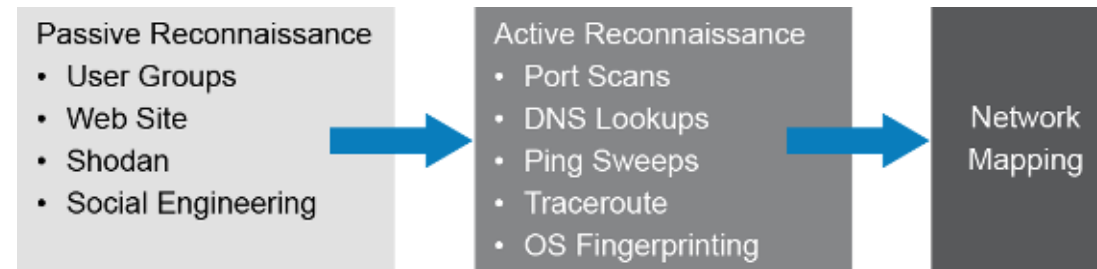 Passive Reconnaissance
• User Groups
• Web Site
• Shodan
• Social Engineering
Active Reconnaissance
• Port Scans
• DNS Lookups
• Ping Sweeps
• Traceroute
• OS Fingerprinting
Network
Mapping